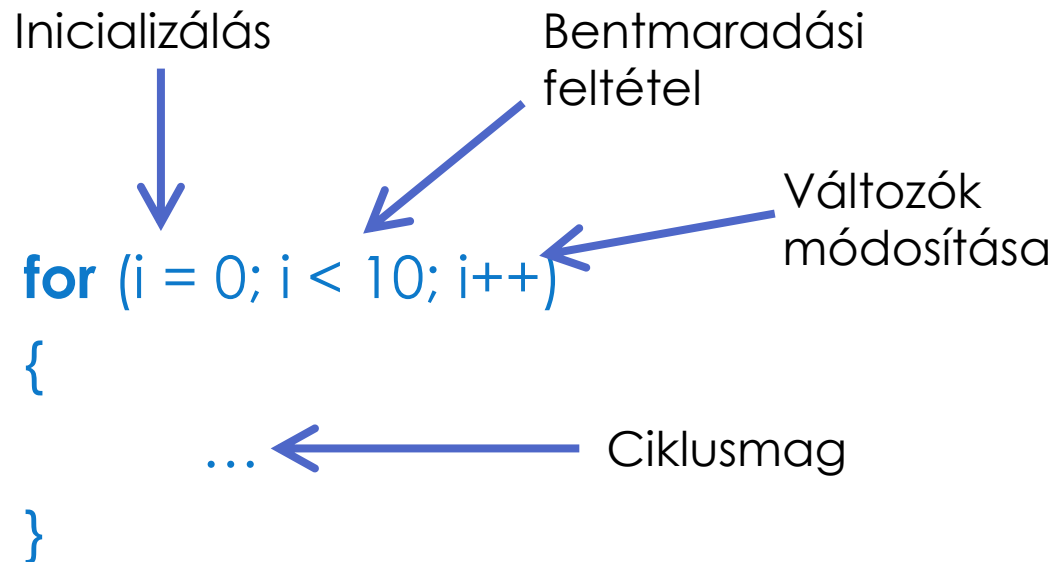 Inicializálás
Bentmaradási
feltétel
Változók
módosítása
for (i = 0; i < 10; i++)
{
... Ciklusmag
}